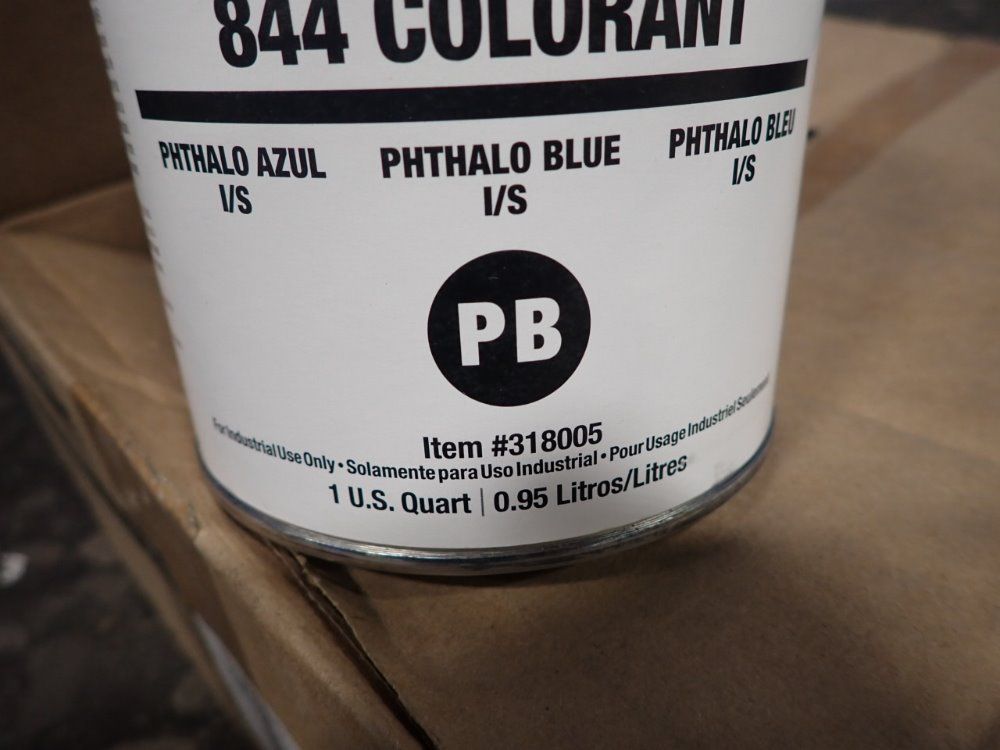 844 COLORANT
PHTHALO AZUL
I/S
PHTHALO BLUE
I/S
PHTHALO BLEU
I/S
PB
Item #318005
For Industrial Use Only • Solamente para Uso Industrial • Pour Usage Industriel Seulement
1 U.S. Quart | 0.95 Litros/Litres